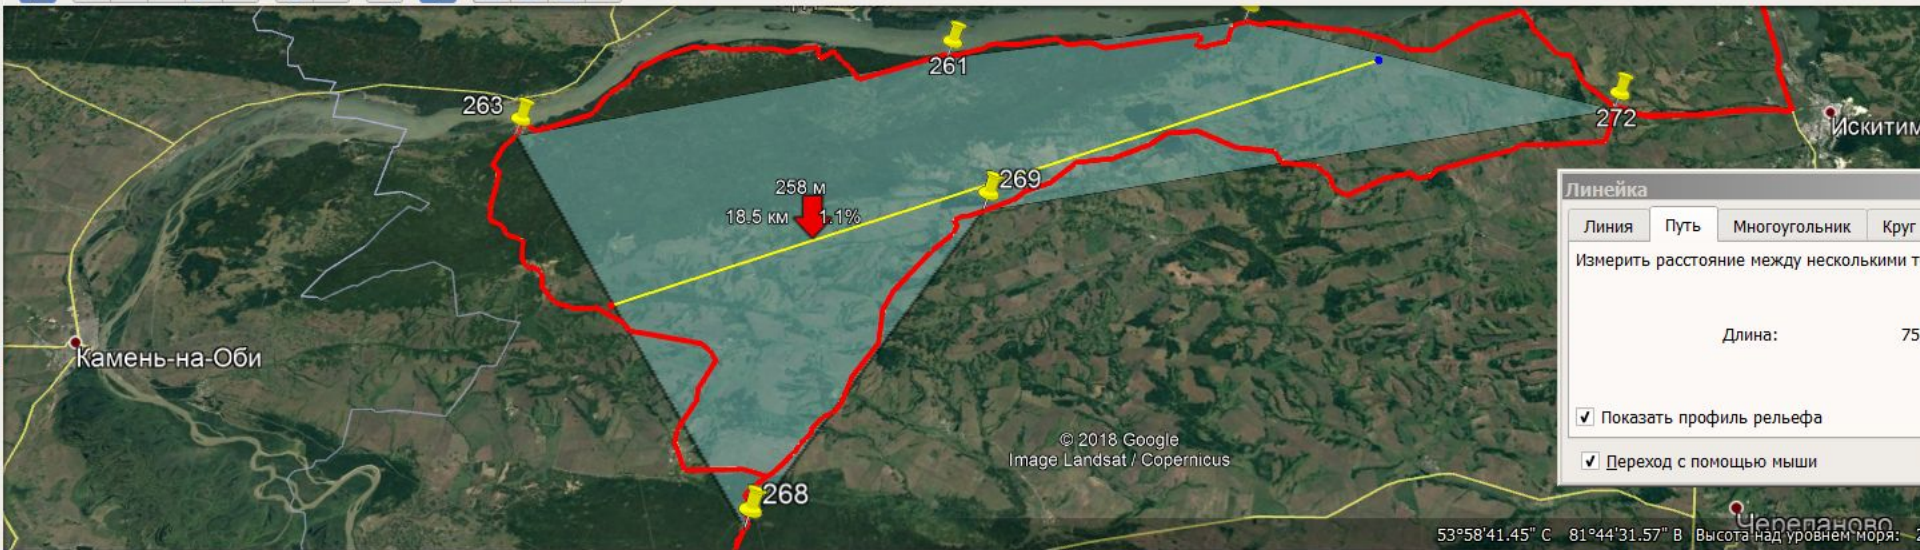 261
263
272
Искитим
269
258 м
18.5 км 1.1%
Камень-на-Оби
268
© 2018 Google
Image Landsat / Copernicus
Линейка
Линия Путь Многоугольник Круг
Измерить расстояние между несколькими т
Длина: 75
Показать профиль рельефа
Переход с помощью мыши
Черепаново
53°58'41.45" С 81°44'31.57" В Высота над уровнем моря: 2